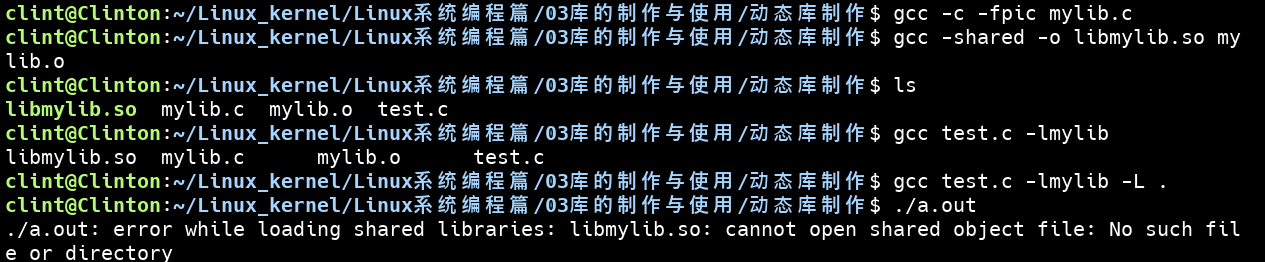 clint@Clinton:~/Linux_kernel/Linux系统编程篇/03库的制作与使用/动态库制作$ gcc -c -fpic mylib.c
clint@Clinton:~/Linux_kernel/Linux系统编程篇/03库的制作与使用/动态库制作$ gcc -shared -o libmylib.so my
lib.o
clint@Clinton:~/Linux_kernel/Linux系统编程篇/03库的制作与使用/动态库制作$ ls
libmylib.so  mylib.c  mylib.o  test.c
clint@Clinton:~/Linux_kernel/Linux系统编程篇/03库的制作与使用/动态库制作$ gcc test.c -lmylib
libmylib.so  mylib.c      mylib.o      test.c
clint@Clinton:~/Linux_kernel/Linux系统编程篇/03库的制作与使用/动态库制作$ gcc test.c -lmylib -L .
clint@Clinton:~/Linux_kernel/Linux系统编程篇/03库的制作与使用/动态库制作$ ./a.out
./a.out: error while loading shared libraries: libmylib.so: cannot open shared object file: No such fil
e or directory